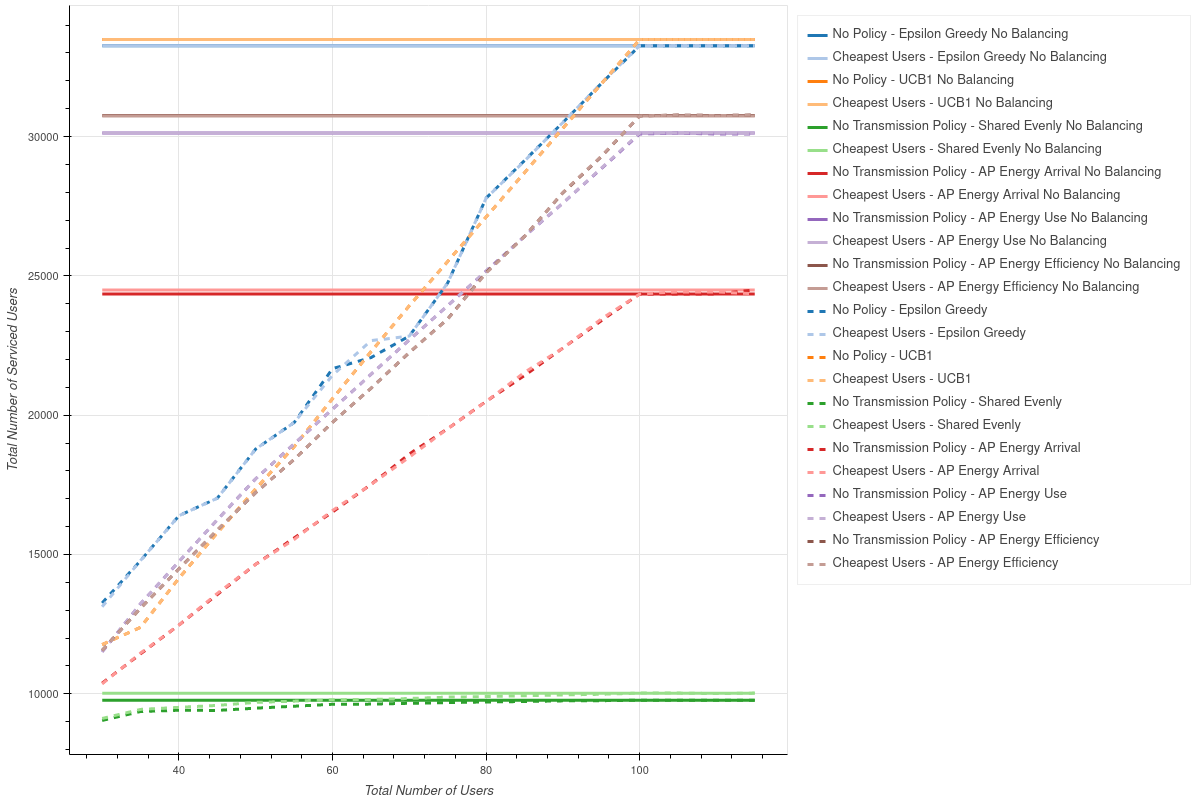 30000
25000
20000
15000
10000
Total Number of Serviced Users
40
60
80
100
Total Number of Users
No Policy - Epsilon Greedy No Balancing
Cheapest Users - Epsilon Greedy No Balancing
No Policy - UCB1 No Balancing
Cheapest Users - UCB1 No Balancing
No Transmission Policy - Shared Evenly No Balancing
Cheapest Users - Shared Evenly No Balancing
No Transmission Policy - AP Energy Arrival No Balancing
Cheapest Users - AP Energy Arrival No Balancing
No Transmission Policy - AP Energy Use No Balancing
Cheapest Users - AP Energy Use No Balancing
No Transmission Policy - AP Energy Efficiency No Balancing
Cheapest Users - AP Energy Efficiency No Balancing
No Policy - Epsilon Greedy
Cheapest Users - Epsilon Greedy
No Policy - UCB1
Cheapest Users - UCB1
No Transmission Policy - Shared Evenly
Cheapest Users - Shared Evenly
No Transmission Policy - AP Energy Arrival
Cheapest Users - AP Energy Arrival
No Transmission Policy - AP Energy Use
Cheapest Users - AP Energy Use
No Transmission Policy - AP Energy Efficiency
Cheapest Users - AP Energy Efficiency